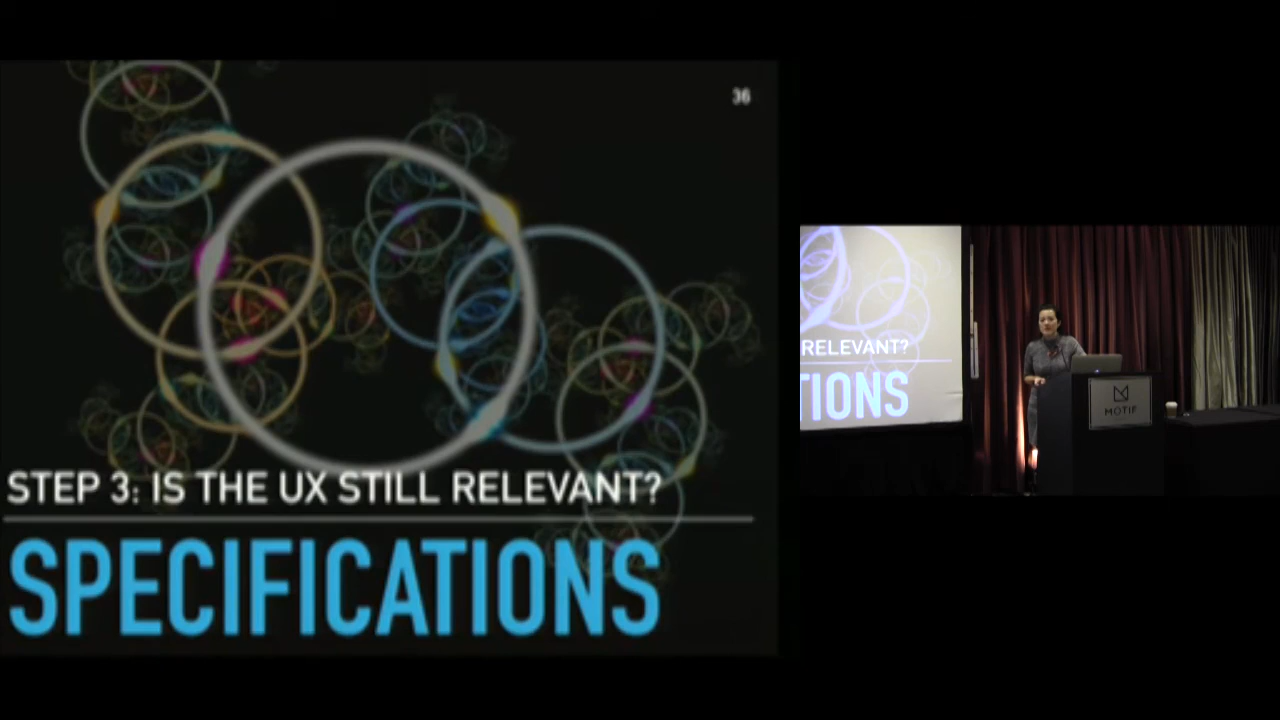 36
STEP 3: IS THE UX STILL RELEVANT?
SPECIFICATIONS
RELEVANT?
TIONS
MOTIF